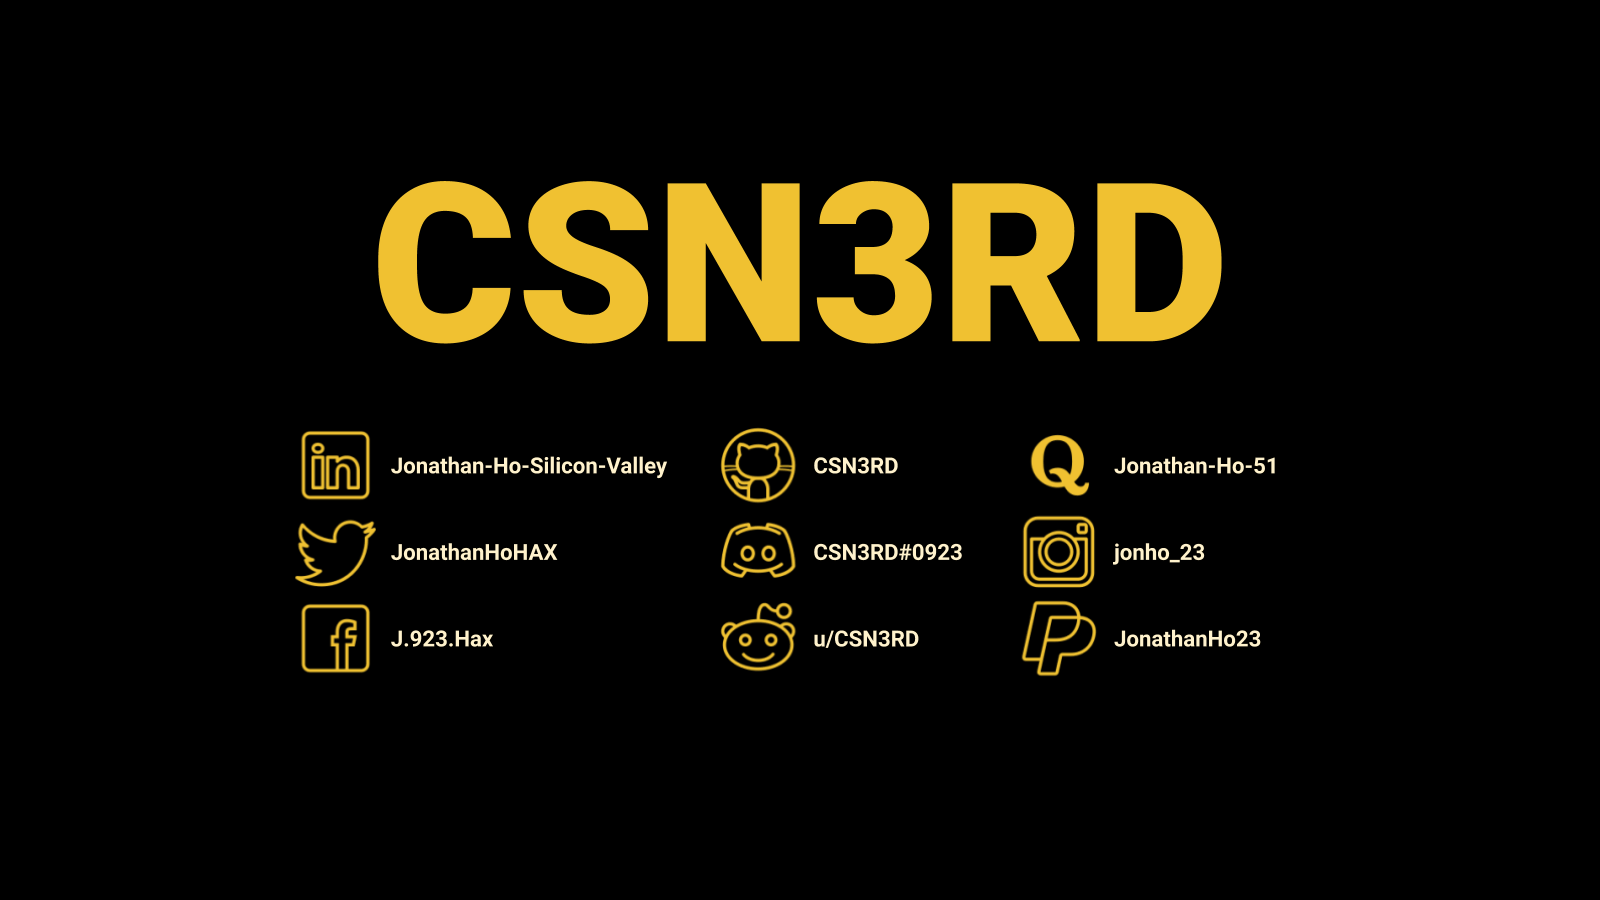 CSN3RD
Jonathan-Ho-Silicon-Valley
CSN3RD
Jonathan-Ho-51
JonathanHoHAX
CSN3RD#0923
jonho_23
J.923.Hax
u/CSN3RD
JonathanHo23